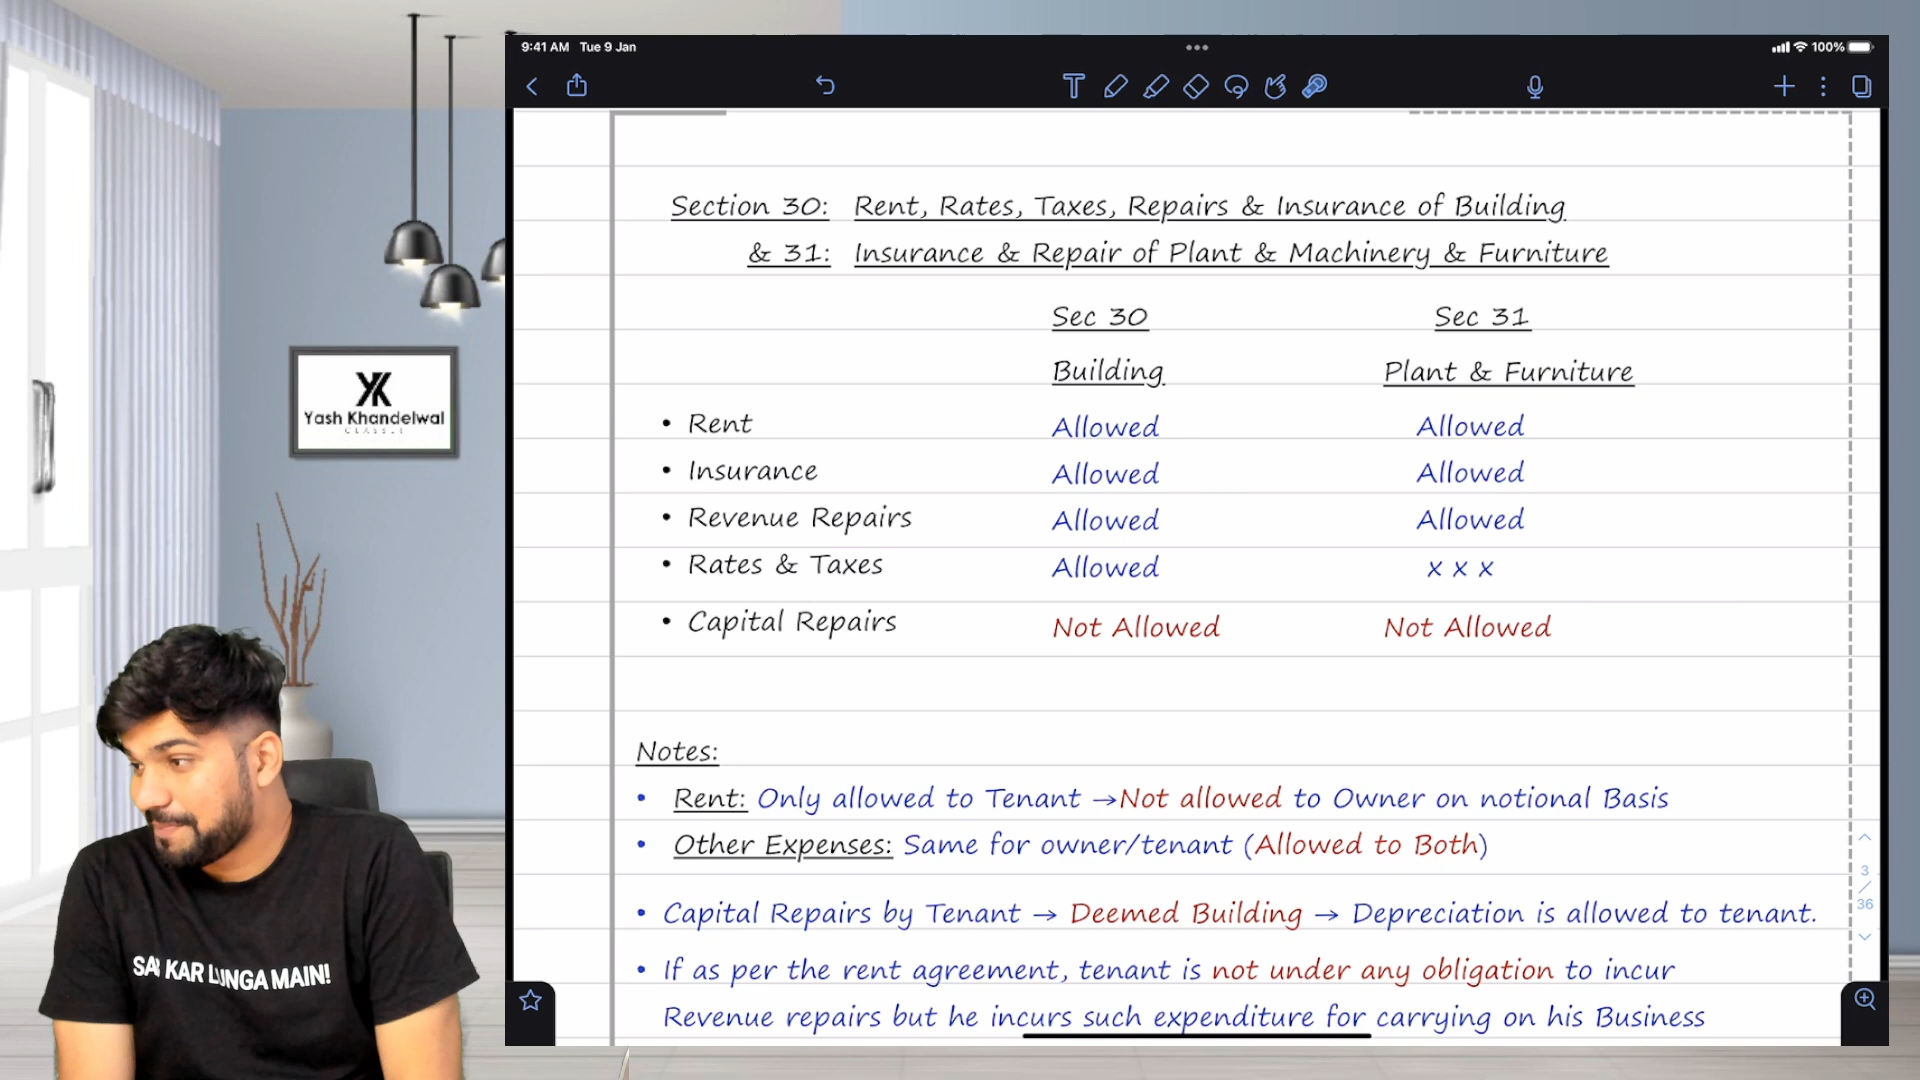 9:41 AM Tue 9 Jan
100%
Section 30: Rent, Rates, Taxes, Repairs & Insurance of Building
& 31: Insurance & Repair of Plant & Machinery & Furniture
Sec 30 Sec 31
Building Plant & Furniture
• Rent Allowed Allowed
• Insurance Allowed Allowed
• Revenue Repairs Allowed Allowed
• Rates & Taxes Allowed x x x
• Capital Repairs Not Allowed Not Allowed
Notes:
• Rent: Only allowed to Tenant →Not allowed to Owner on notional Basis
• Other Expenses: Same for owner/tenant (Allowed to Both)
• Capital Repairs by Tenant → Deemed Building → Depreciation is allowed to tenant.
• If as per the rent agreement, tenant is not under any obligation to incur
Revenue repairs but he incurs such expenditure for carrying on his Business
3
/
36
YK
Yash Khandelwal
CLASSES
KAR MAIN!